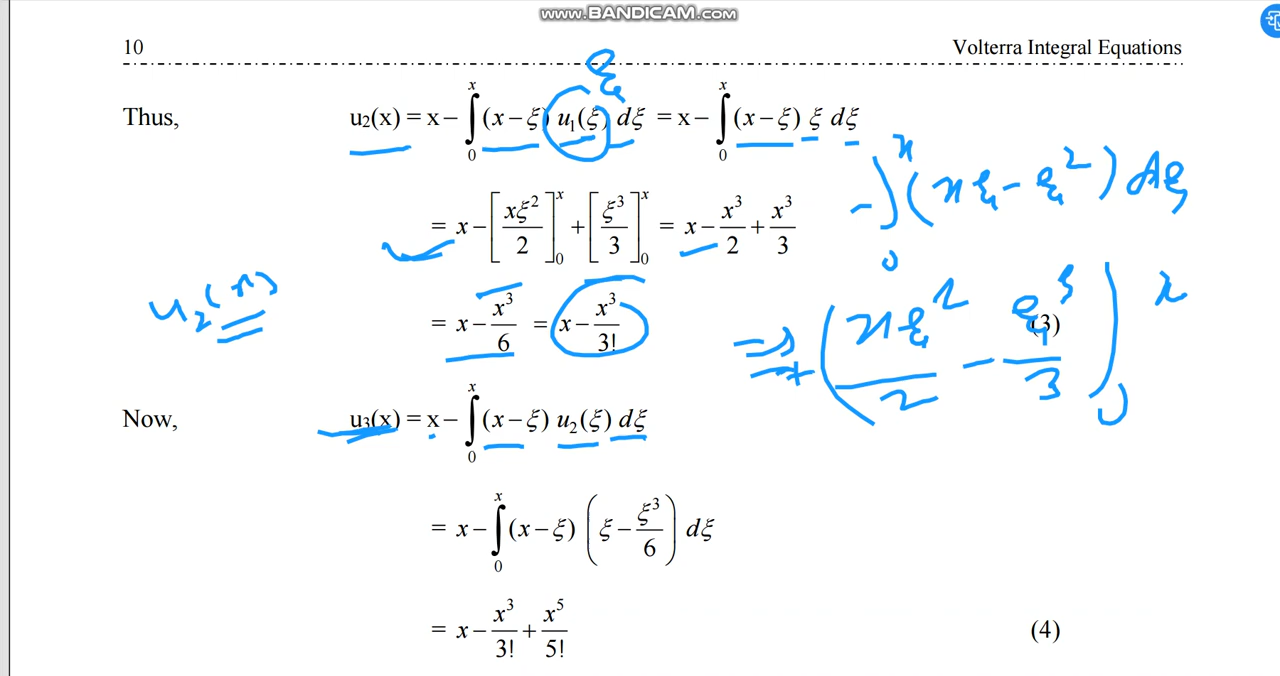 www.BANDICAM.com
10 Volterra Integral Equations
ξ
Thus, u₂(x) = x − ∫₀ˣ (x − ξ) u₁(ξ) dξ = x − ∫₀ˣ (x − ξ) ξ dξ
− ∫₀ˣ (xξ − ξ²) dξ
= x − [xξ²/2]₀ˣ + [ξ³/3]₀ˣ = x − x³/2 + x³/3
u₂(x)
= x − x³/6 = x − x³/3! (3)
(xξ²/2 − ξ³/3)₀ˣ
Now, u₃(x) = x − ∫₀ˣ (x − ξ) u₂(ξ) dξ
= x − ∫₀ˣ (x − ξ) (ξ − ξ³/6) dξ
= x − x³/3! + x⁵/5! (4)